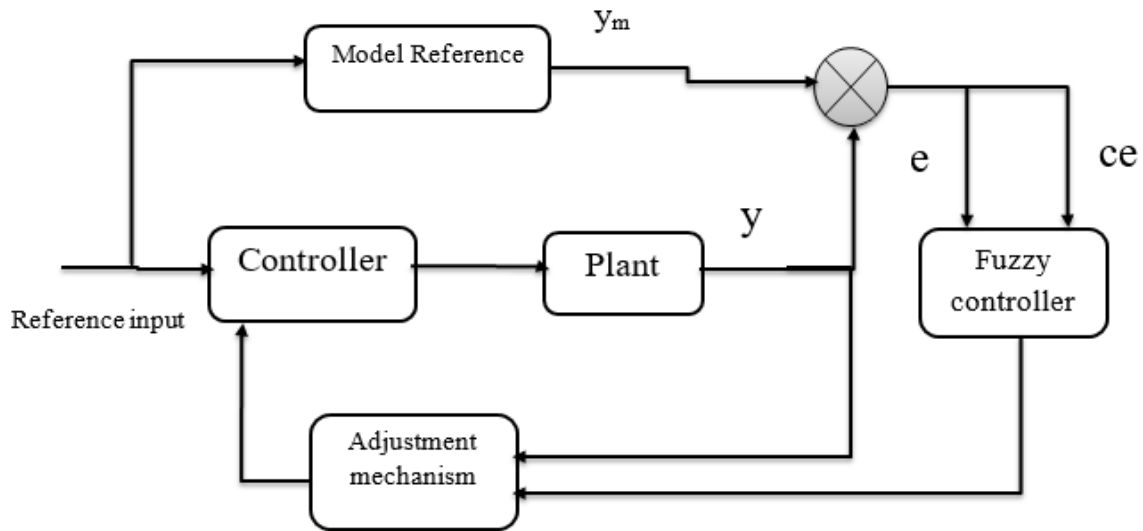 yₘ
Model Reference
e
ce
y
Controller
Plant
Fuzzy
controller
Reference input
Adjustment
mechanism